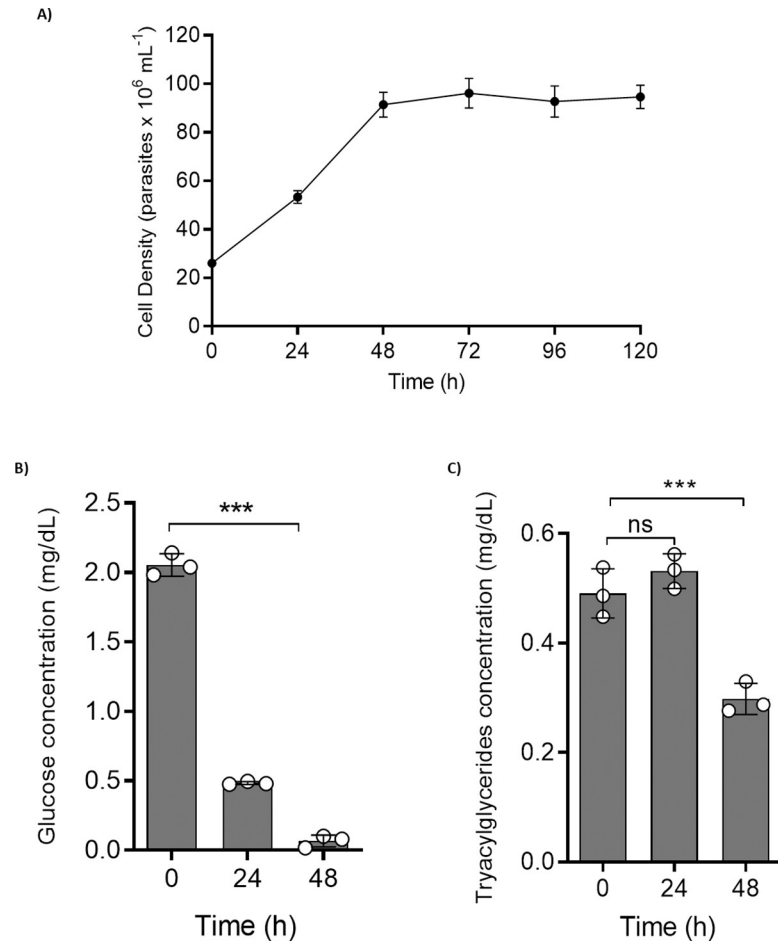 A)
Cell Density (parasites x 10⁶ mL⁻¹)
120
100
80
60
40
20
0
0 24 48 72 96 120
Time (h)
B)
Glucose concentration (mg/dL)
***
2.5
2.0
1.5
1.0
0.5
0.0
0 24 48
Time (h)
C)
Tryacylglycerides concentration (mg/dL)
***
ns
0.6
0.4
0.2
0.0
0 24 48
Time (h)